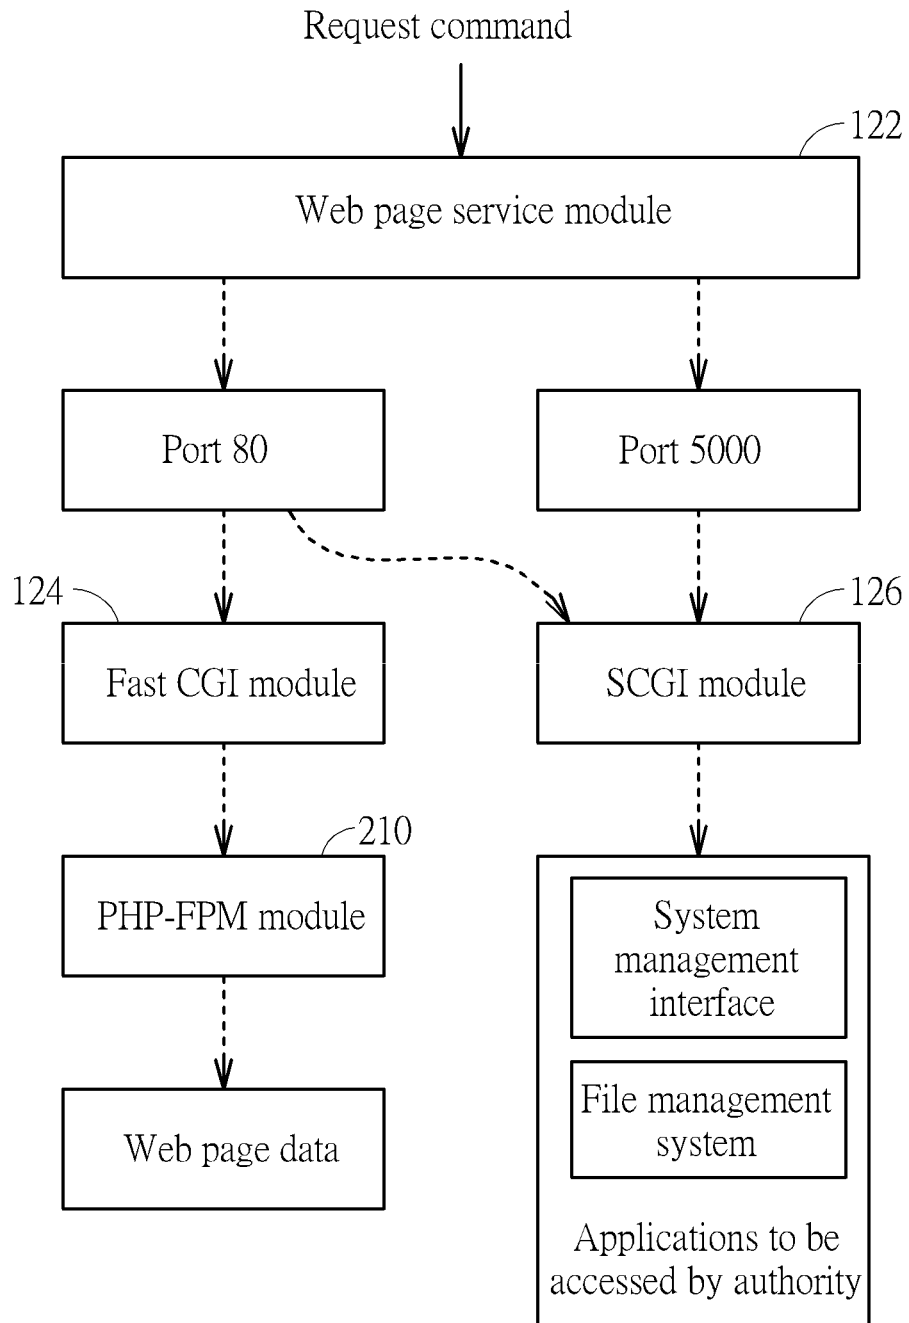 Request command
122
Web page service module
Port 80
Port 5000
124
126
Fast CGI module
SCGI module
210
PHP-FPM module
System
management
interface
File management
system
Web page data
Applications to be
accessed by authority